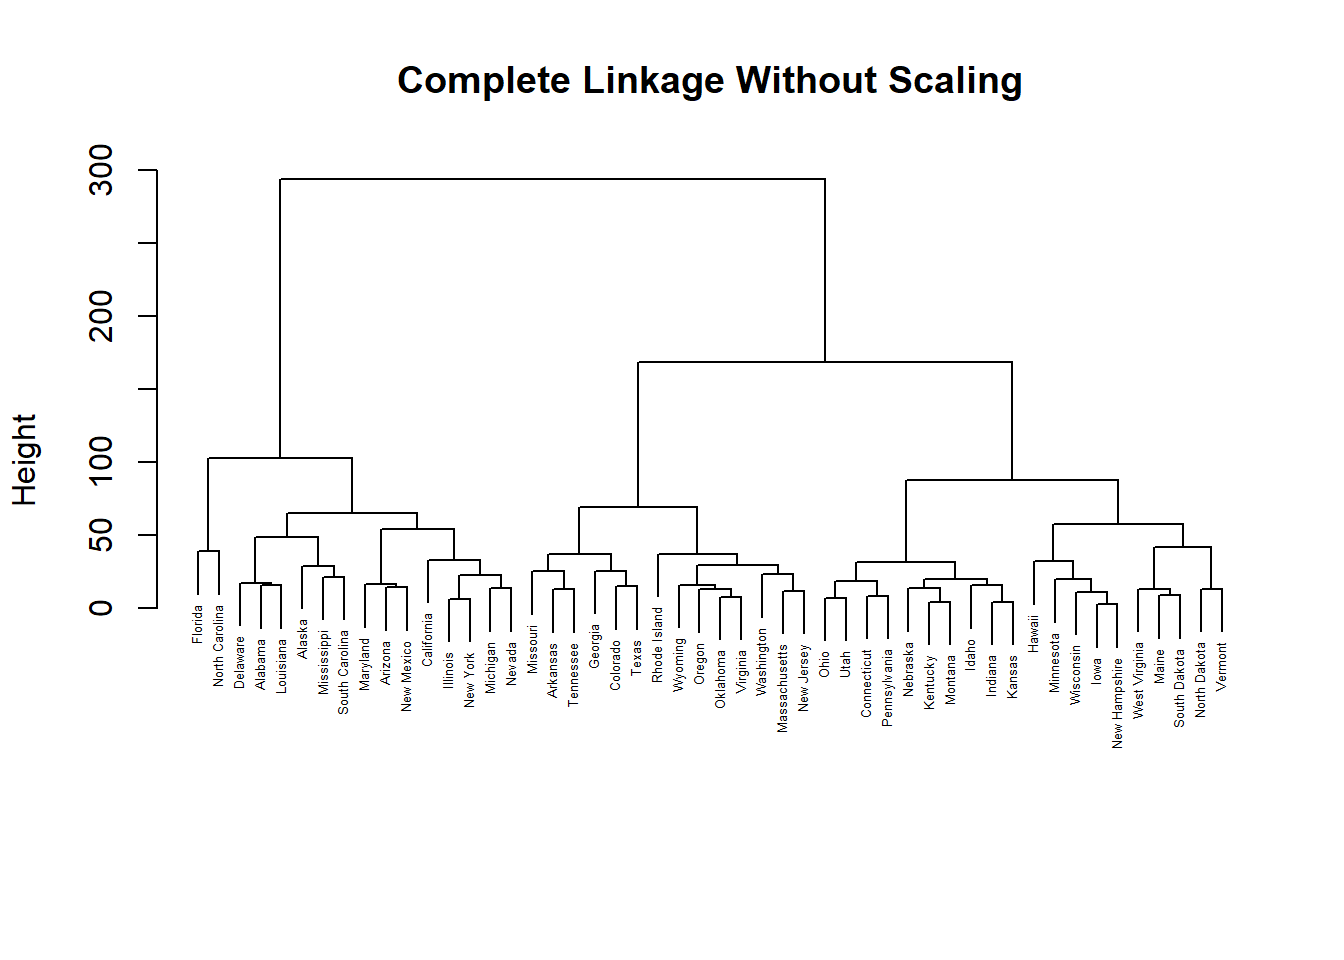 Complete Linkage Without Scaling
Height
300
200
100
50
0
Florida
North Carolina
Delaware
Alabama
Louisiana
Alaska
Mississippi
South Carolina
Maryland
Arizona
New Mexico
California
Illinois
New York
Michigan
Nevada
Missouri
Arkansas
Tennessee
Georgia
Colorado
Texas
Rhode Island
Wyoming
Oregon
Oklahoma
Virginia
Washington
Massachusetts
New Jersey
Ohio
Utah
Connecticut
Pennsylvania
Nebraska
Kentucky
Montana
Idaho
Indiana
Kansas
Hawaii
Minnesota
Wisconsin
Iowa
New Hampshire
West Virginia
Maine
South Dakota
North Dakota
Vermont